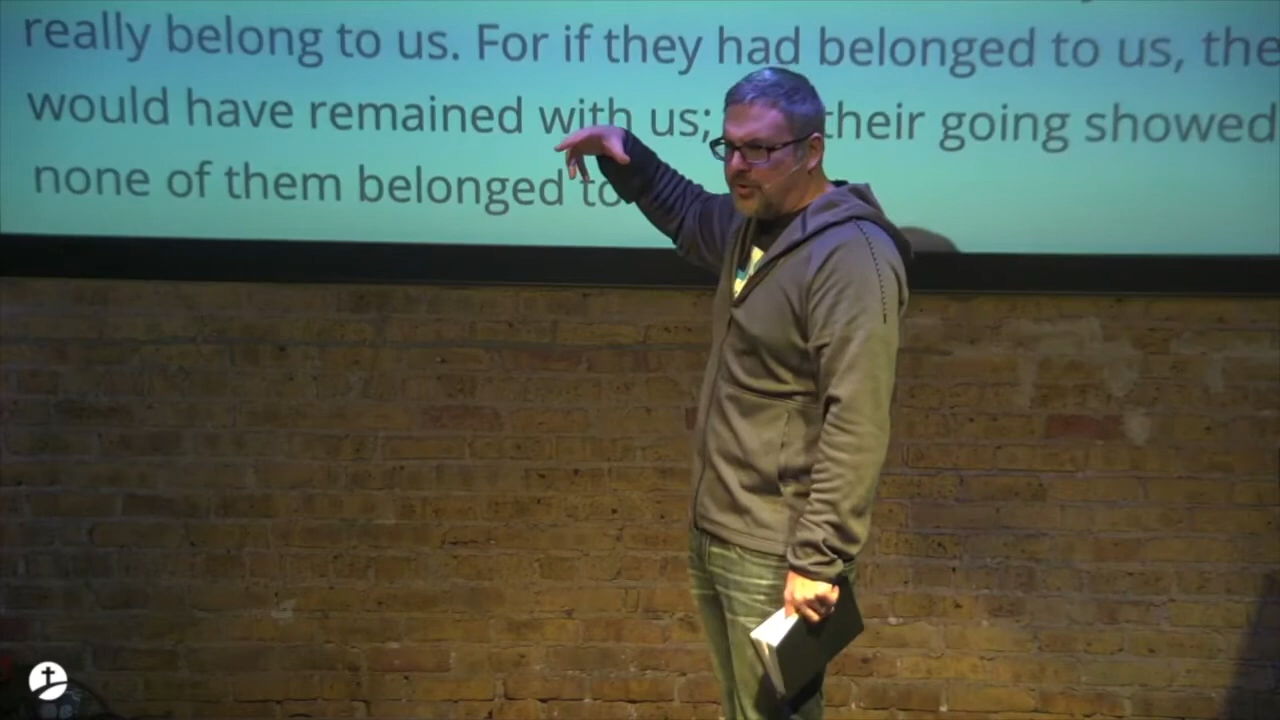 really belong to us. For if they had belonged to us, the
would have remained with us; their going showed
none of them belonged to